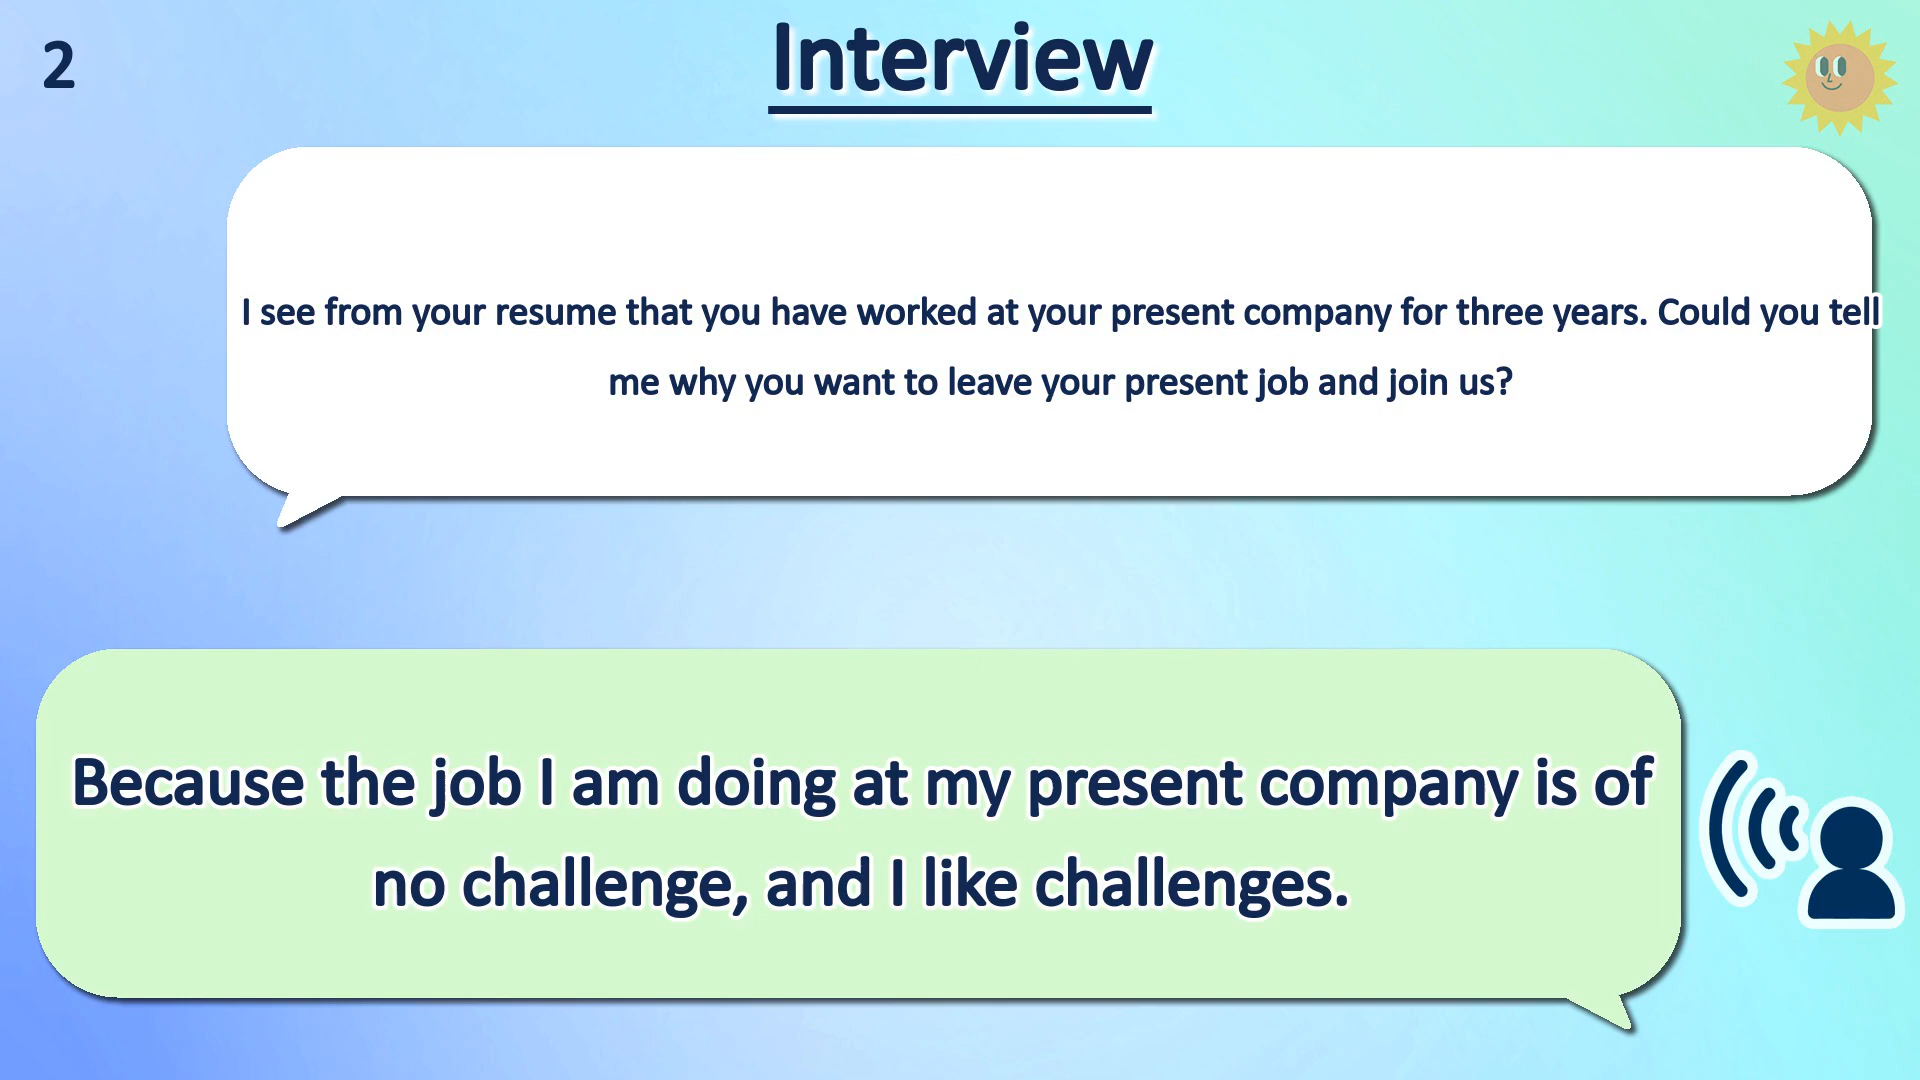 2
Interview
I see from your resume that you have worked at your present company for three years. Could you tell
me why you want to leave your present job and join us?
Because the job I am doing at my present company is of
no challenge, and I like challenges.